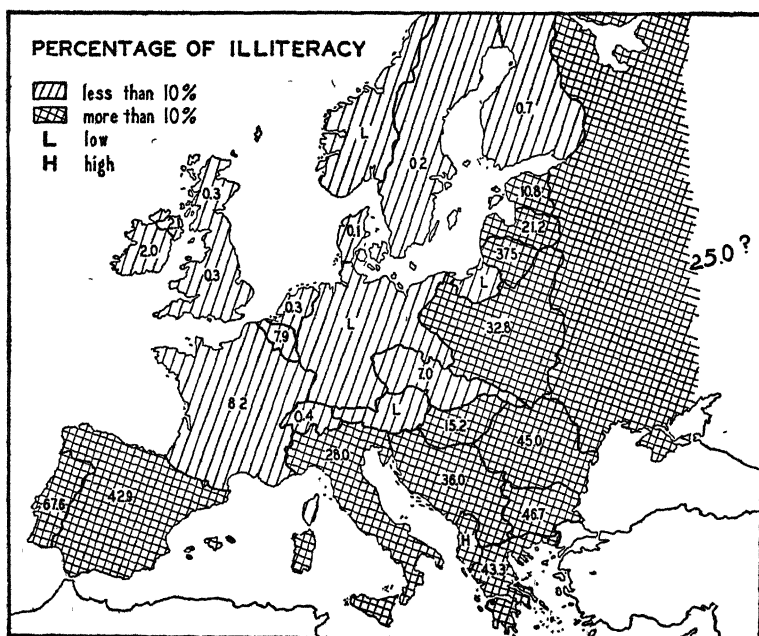 PERCENTAGE OF ILLITERACY
less than 10%
more than 10%
L low
H high
L
0.2
0.7
0.3
2.1
2.0
0.3
0.1
10.8
21.2
37.5
L
25.0?
0.3
7.9
L
32.8
7.0
8.2
0.4
L
15.2
45.0
28.0
36.0
46.7
67.6
42.9
H
43.3